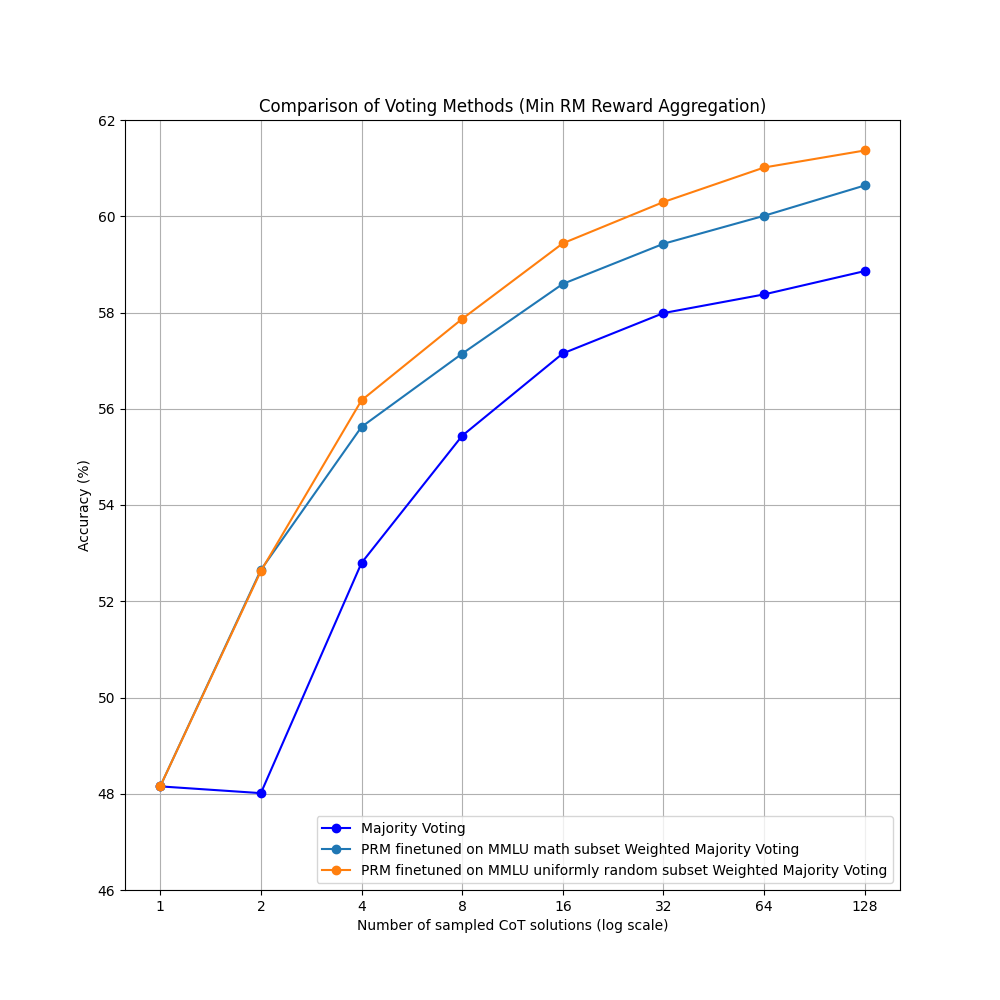 Comparison of Voting Methods (Min RM Reward Aggregation)
62
60
58
56
54
52
50
48
46
Accuracy (%)
Majority Voting
PRM finetuned on MMLU math subset Weighted Majority Voting
PRM finetuned on MMLU uniformly random subset Weighted Majority Voting
1 2 4 8 16 32 64 128
Number of sampled CoT solutions (log scale)